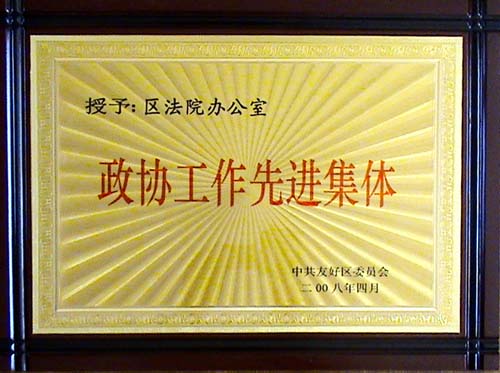 授予：区法院办公室
政协工作先进集体
中共友好区委员会
二00八年四月